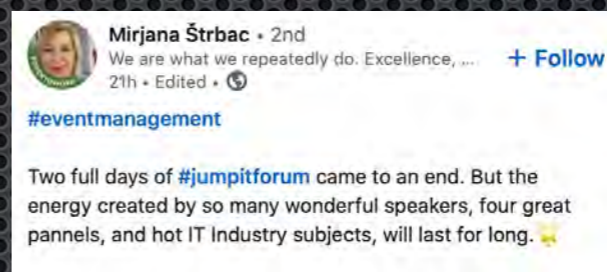 Mirjana Štrbac • 2nd
We are what we repeatedly do. Excellence, ...
+ Follow
21h • Edited •
#eventmanagement
Two full days of #jumpitforum came to an end. But the
energy created by so many wonderful speakers, four great
pannels, and hot IT Industry subjects, will last for long.